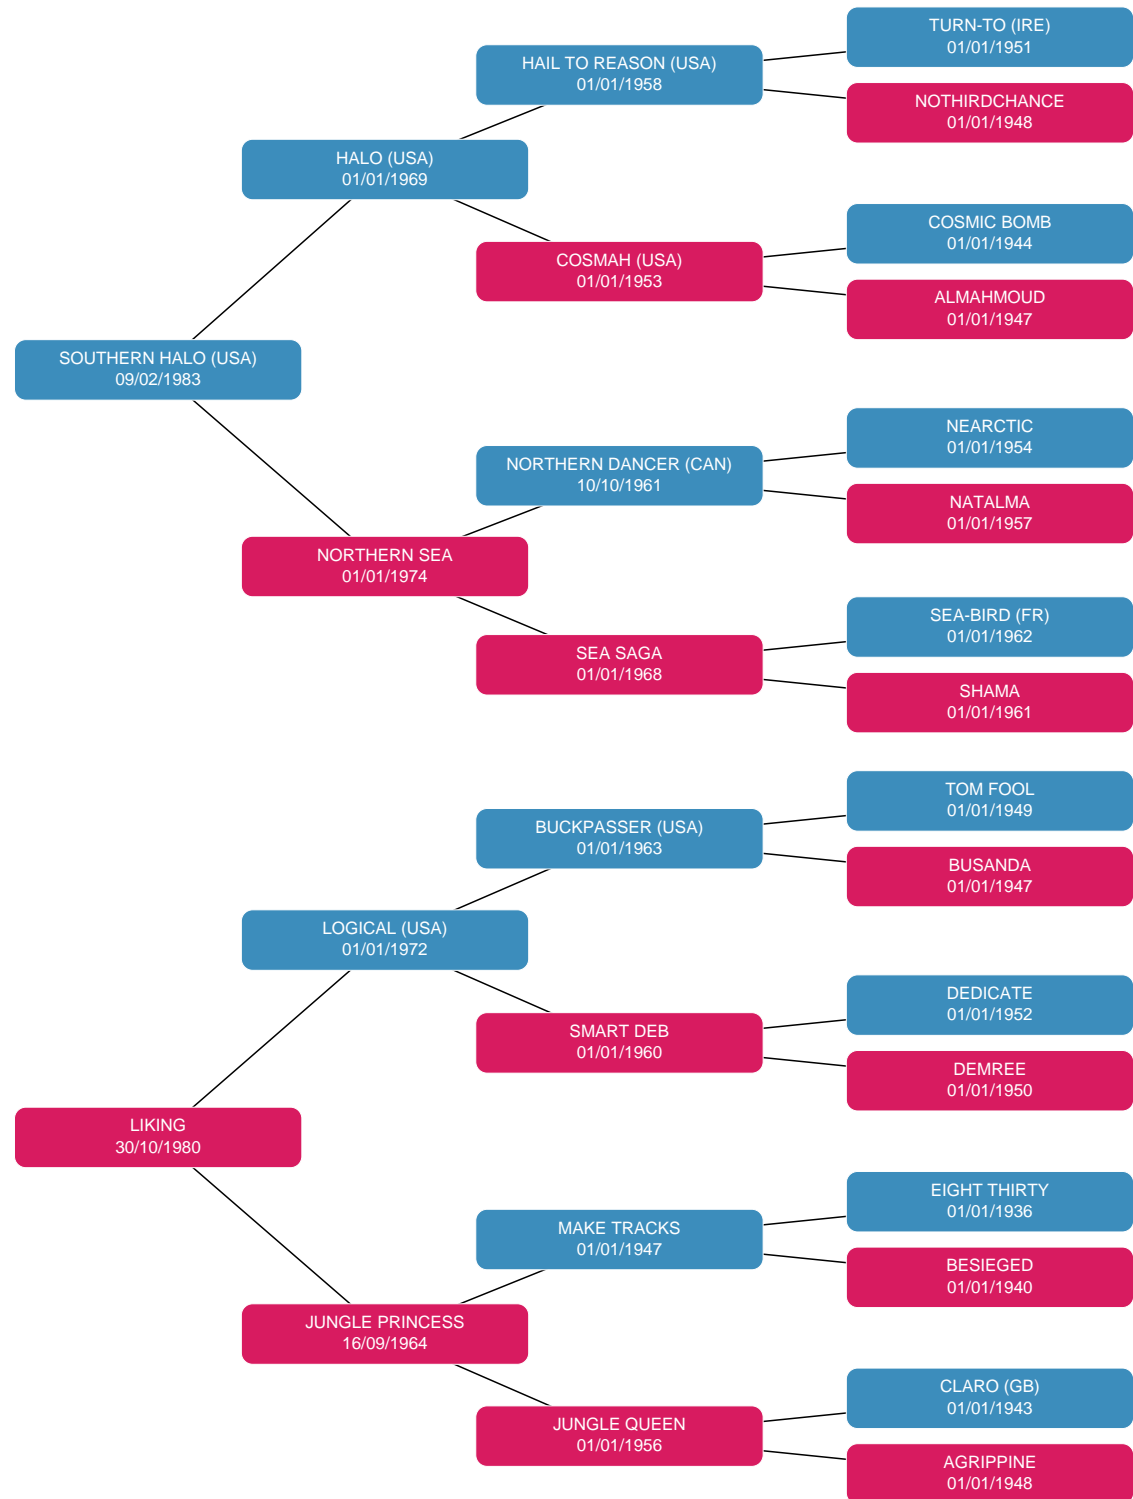 TURN-TO (IRE)
01/01/1951
HAIL TO REASON (USA)
01/01/1958
NOTHIRDCHANCE
01/01/1948
HALO (USA)
01/01/1969
COSMIC BOMB
01/01/1944
COSMAH (USA)
01/01/1953
ALMAHMOUD
01/01/1947
SOUTHERN HALO (USA)
09/02/1983
NEARCTIC
01/01/1954
NORTHERN DANCER (CAN)
10/10/1961
NATALMA
01/01/1957
NORTHERN SEA
01/01/1974
SEA-BIRD (FR)
01/01/1962
SEA SAGA
01/01/1968
SHAMA
01/01/1961
TOM FOOL
01/01/1949
BUCKPASSER (USA)
01/01/1963
BUSANDA
01/01/1947
LOGICAL (USA)
01/01/1972
DEDICATE
01/01/1952
SMART DEB
01/01/1960
DEMREE
01/01/1950
LIKING
30/10/1980
EIGHT THIRTY
01/01/1936
MAKE TRACKS
01/01/1947
BESIEGED
01/01/1940
JUNGLE PRINCESS
16/09/1964
CLARO (GB)
01/01/1943
JUNGLE QUEEN
01/01/1956
AGRIPPINE
01/01/1948